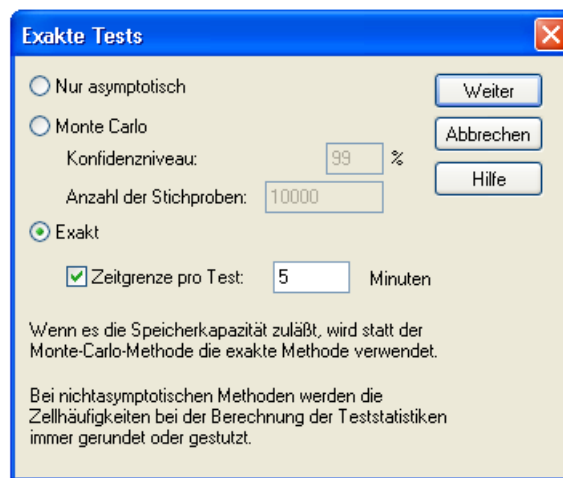 Exakte Tests
Nur asymptotisch
Weiter
Monte Carlo
Abbrechen
Konfidenzniveau: 99 %
Hilfe
Anzahl der Stichproben: 10000
Exakt
Zeitgrenze pro Test: 5 Minuten
Wenn es die Speicherkapazität zuläßt, wird statt der
Monte-Carlo-Methode die exakte Methode verwendet.
Bei nichtasymptotischen Methoden werden die
Zellhäufigkeiten bei der Berechnung der Teststatistiken
immer gerundet oder gestutzt.